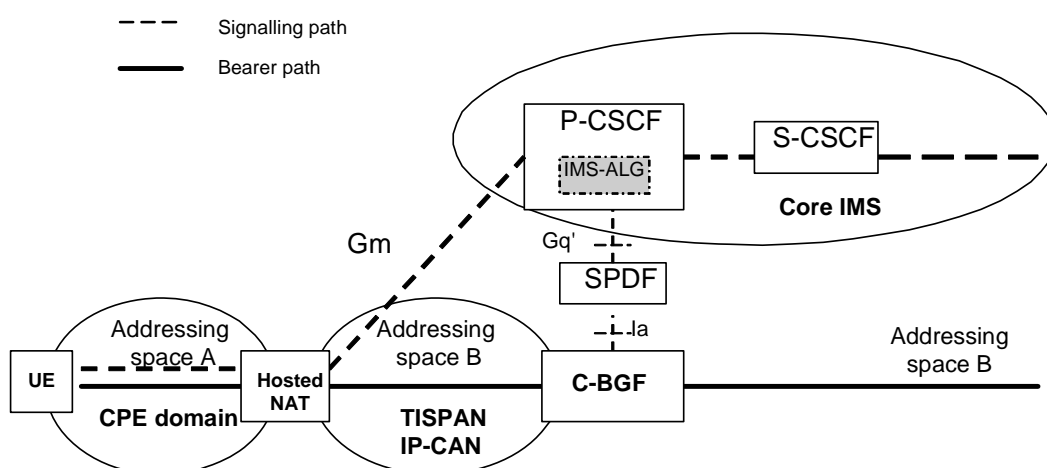 Signalling path
Bearer path
P-CSCF
IMS-ALG
S-CSCF
Core IMS
Gm
Gq'
SPDF
Ia
Addressing
space A
Addressing
space B
Addressing
space B
UE
Hosted
NAT
C-BGF
CPE domain
TISPAN
IP-CAN